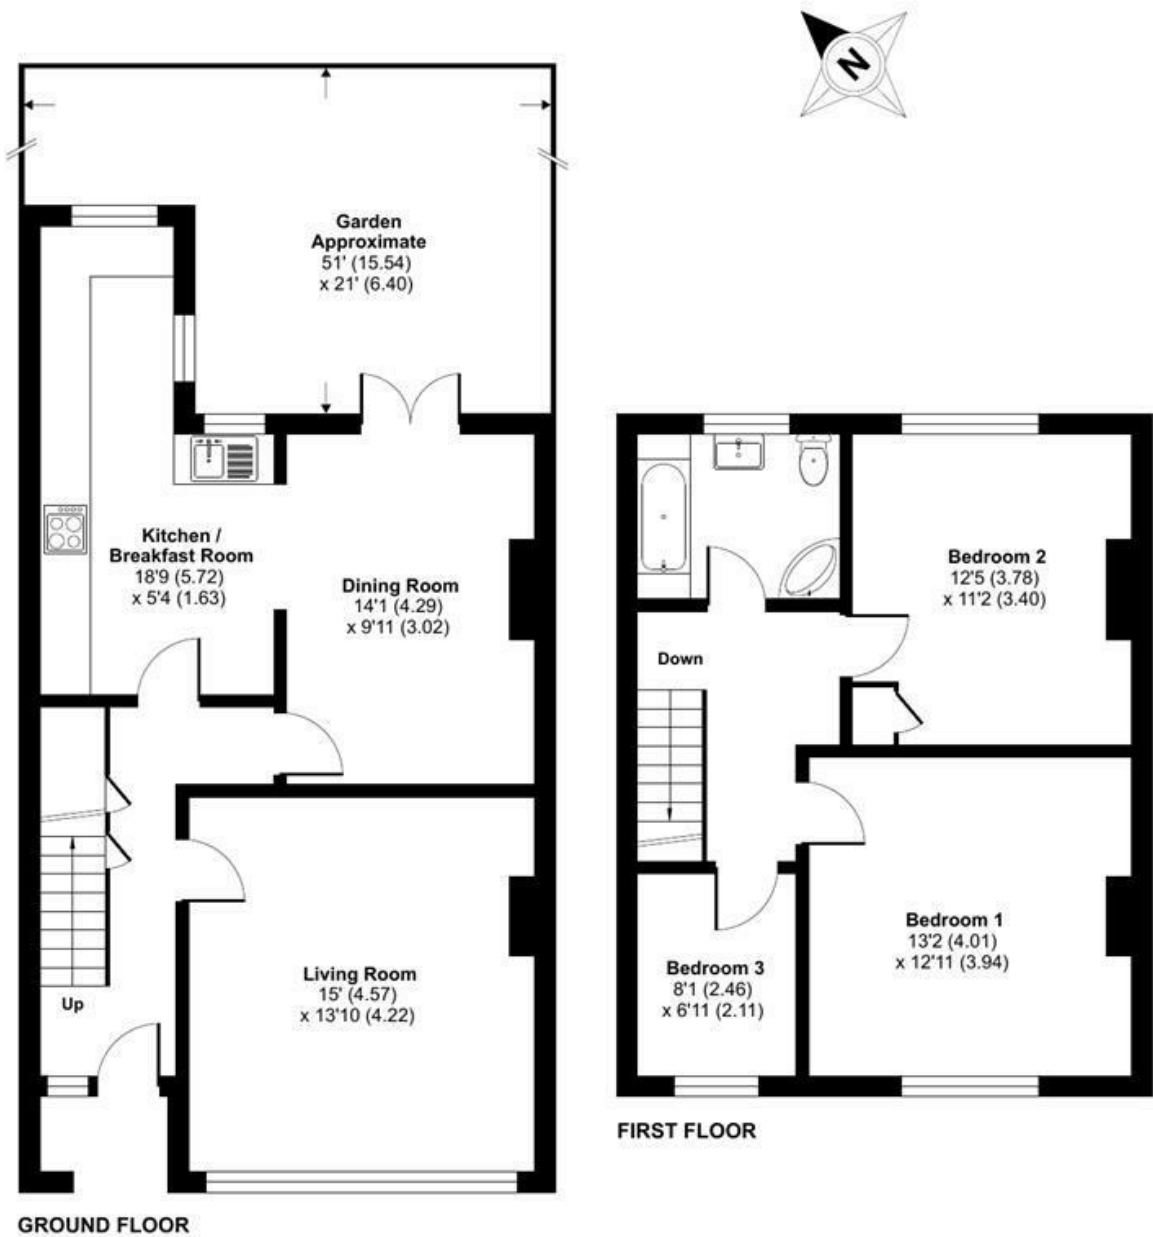 N
Garden
Approximate
51' (15.54)
x 21' (6.40)
Kitchen /
Breakfast Room
18'9 (5.72)
x 5'4 (1.63)
Dining Room
14'1 (4.29)
x 9'11 (3.02)
Living Room
15' (4.57)
x 13'10 (4.22)
Up
GROUND FLOOR
Bedroom 2
12'5 (3.78)
x 11'2 (3.40)
Down
Bedroom 1
13'2 (4.01)
x 12'11 (3.94)
Bedroom 3
8'1 (2.46)
x 6'11 (2.11)
FIRST FLOOR